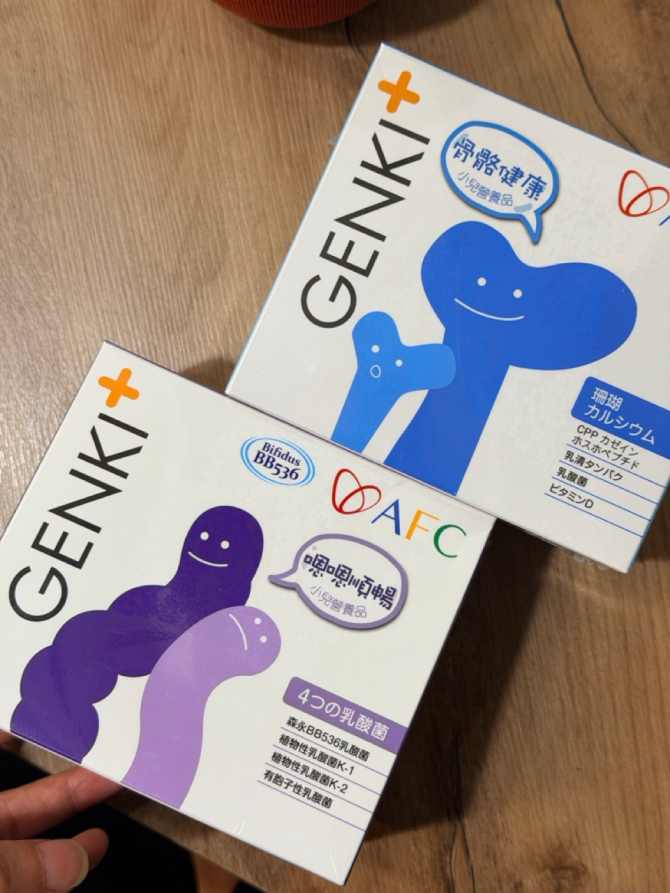 GENKI+
骨骼健康
小兒營養品
珊瑚
カルシウム
CPP カゼイン
ホスホペプチド
乳清タンパク
乳酸菌
ビタミンD
GENKI+
Bifidus
BB536
AFC
嗯嗯順暢
小兒營養品
4つの乳酸菌
森永BB536乳酸菌
植物性乳酸菌K-1
植物性乳酸菌K-2
有胞子性乳酸菌